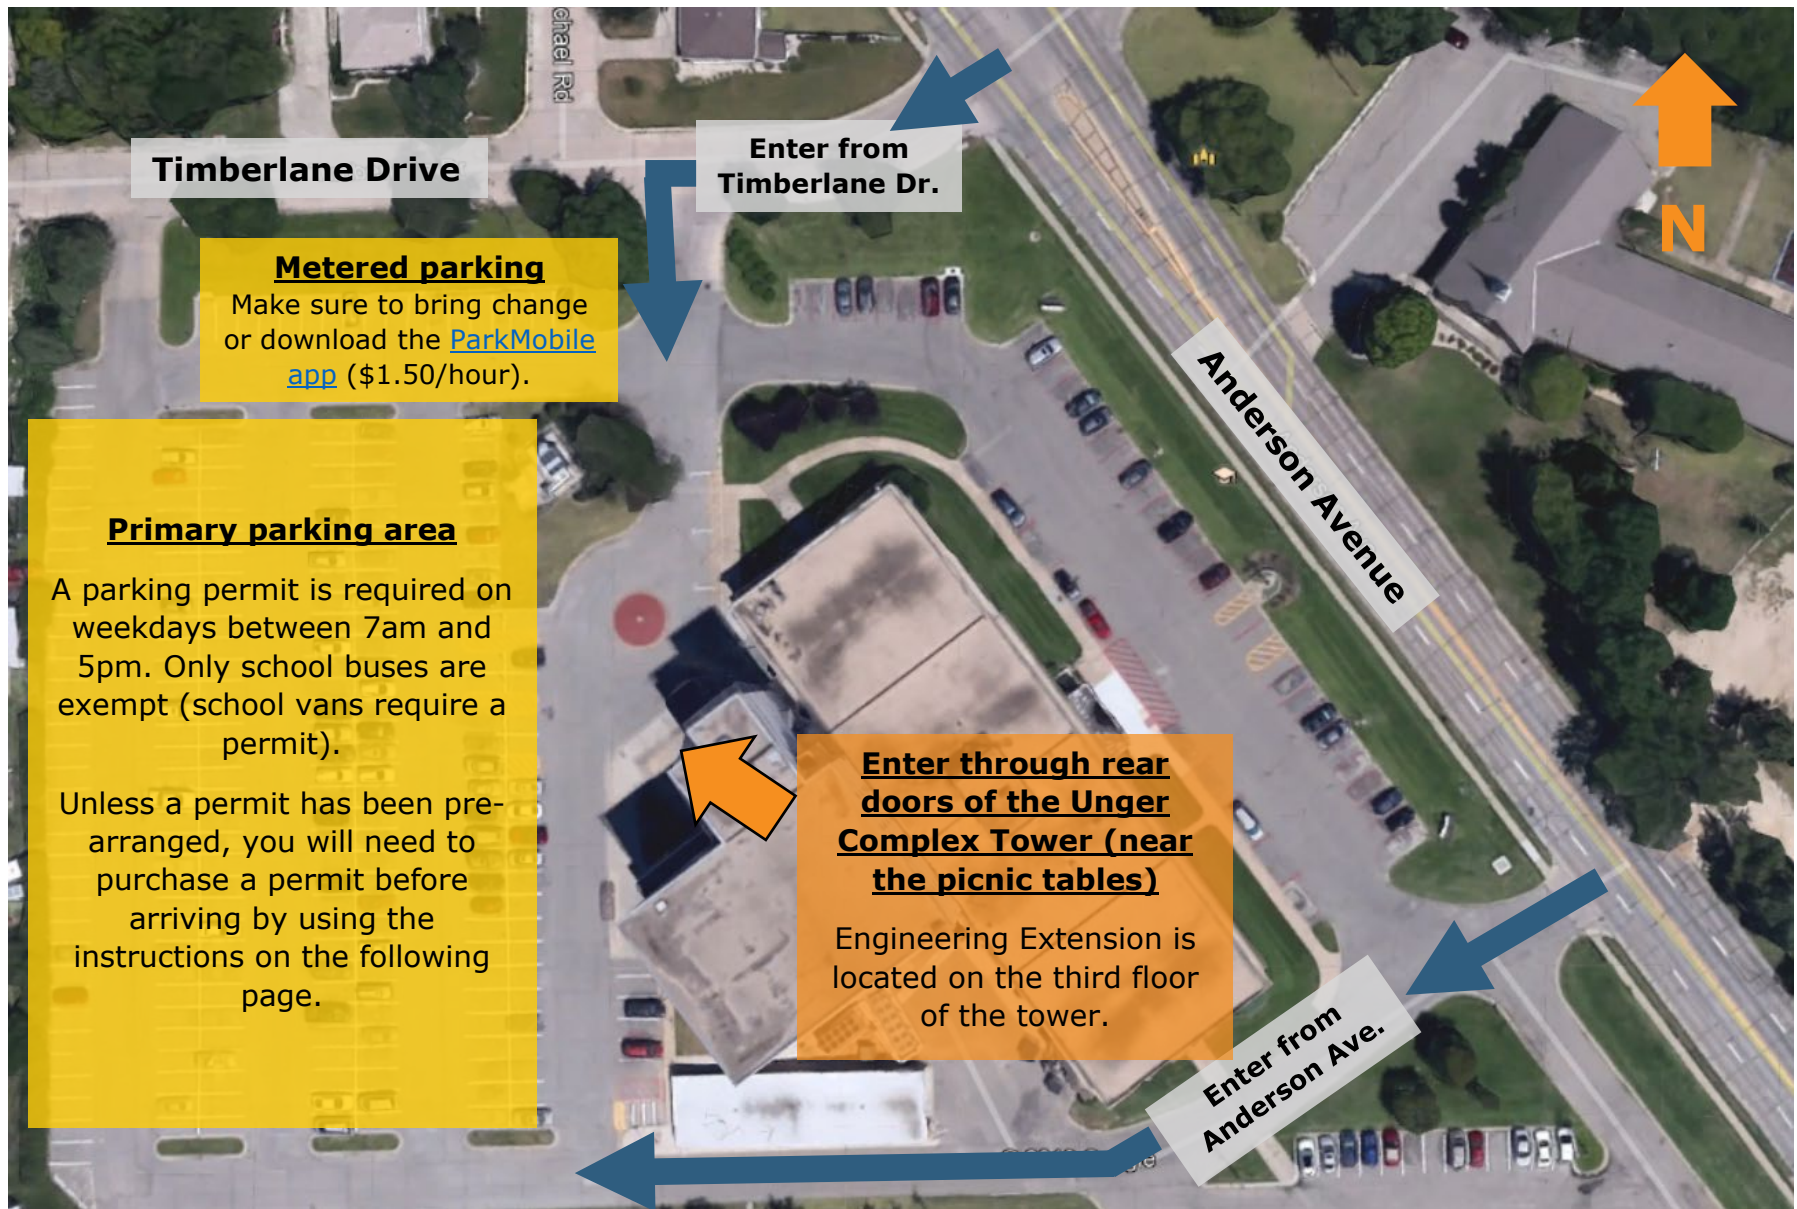 chael Rd
Timberlane Drive
Enter from
Timberlane Dr.
N
Metered parking
Make sure to bring change
or download the ParkMobile
app ($1.50/hour).
Anderson Avenue
Primary parking area
A parking permit is required on
weekdays between 7am and
5pm. Only school buses are
exempt (school vans require a
permit).
Unless a permit has been pre-
arranged, you will need to
purchase a permit before
arriving by using the
instructions on the following
page.
Enter through rear
doors of the Unger
Complex Tower (near
the picnic tables)
Engineering Extension is
located on the third floor
of the tower.
Enter from
Anderson Ave.